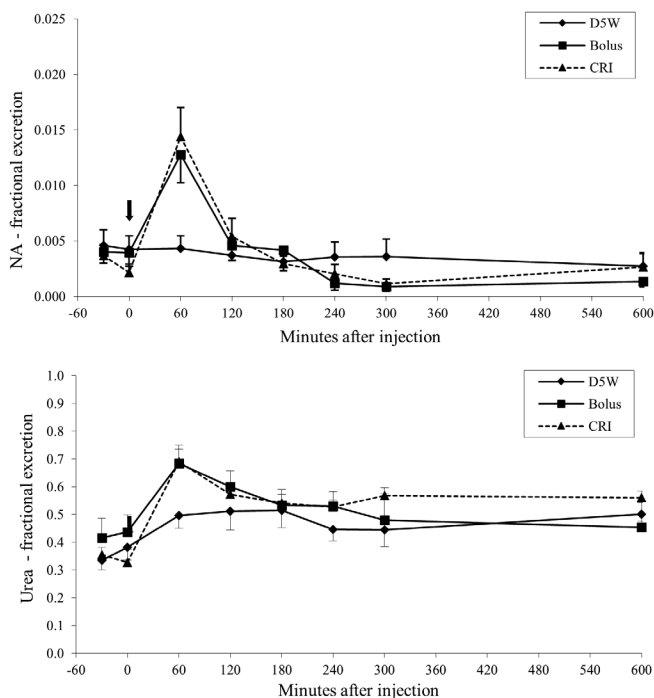 0.025
0.020
0.015
0.010
0.005
0.000
NA - fractional excretion
D5W
Bolus
CRI
-60 0 60 120 180 240 300 360 420 480 540 600
Minutes after injection
1.0
0.9
0.8
0.7
0.6
0.5
0.4
0.3
0.2
0.1
0.0
Urea - fractional excretion
D5W
Bolus
CRI
-60 0 60 120 180 240 300 360 420 480 540 600
Minutes after injection